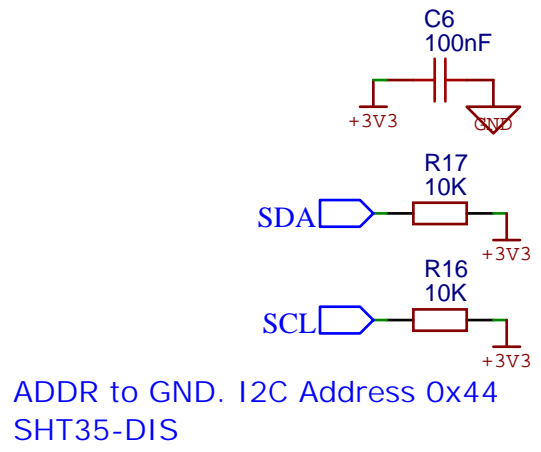 C6
100nF
+3V3
GND
R17
10K
SDA
+3V3
R16
10K
SCL
+3V3
ADDR to GND. I2C Address 0x44
SHT35-DIS